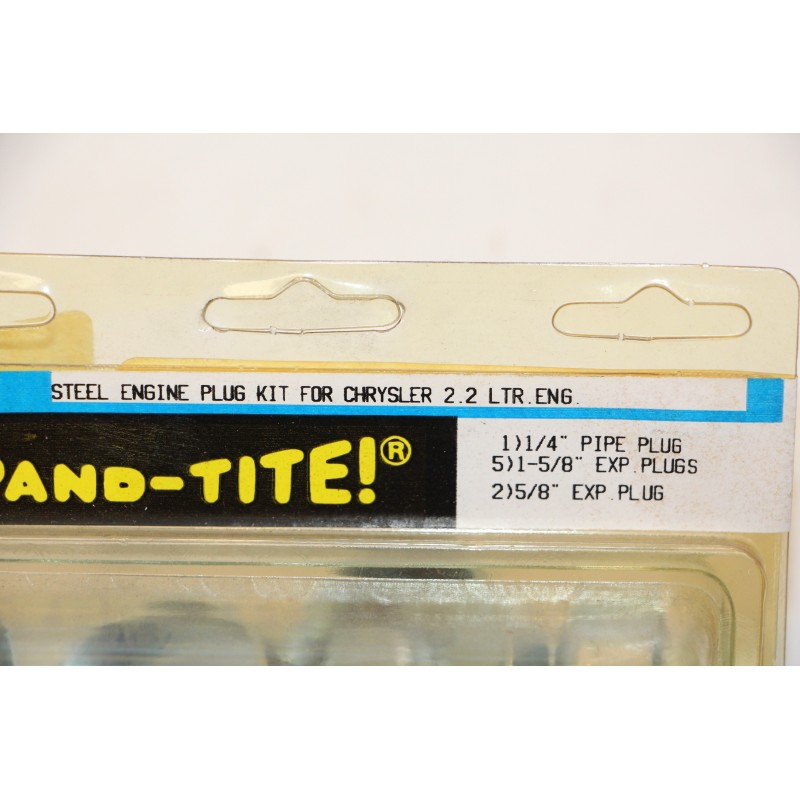 STEEL ENGINE PLUG KIT FOR CHRYSLER 2.2 LTR.ENG.
PAND-TITE!®
1)1/4" PIPE PLUG
5)1-5/8" EXP.PLUGS
2)5/8" EXP.PLUG